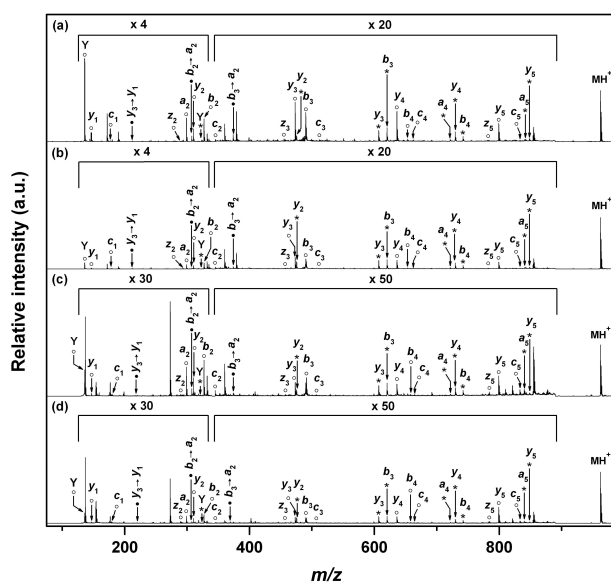 (a) x 4 x 20
Y y1 c1 y3→y1 z2 a2 b2→a2 y2 Y b2 c2 b3→a2 z3 y3 y2 b3 c3 y3 b3 y4 b4 c4 a4 y4 b4 z5 y5 c5 a5 y5 MH+
(b) x 4 x 20
Y y1 c1 y3→y1 z2 a2 b2→a2 y2 Y b2 c2 b3→a2 z3 y3 y2 b3 c3 y3 b3 y4 b4 c4 a4 y4 b4 z5 y5 c5 a5 y5 MH+
(c) x 30 x 50
Y y1 c1 y3→y1 z2 a2 b2→a2 y2 Y b2 c2 b3→a2 z3 y3 y2 b3 c3 y3 b3 y4 b4 c4 a4 y4 b4 z5 y5 c5 a5 y5 MH+
(d) x 30 x 50
Y y1 c1 y3→y1 z2 a2 b2→a2 y2 Y b2 c2 b3→a2 z3 y3 y2 b3 c3 y3 b3 y4 b4 c4 a4 y4 b4 z5 y5 c5 a5 y5 MH+
Relative intensity (a.u.)
200 400 600 800
m/z